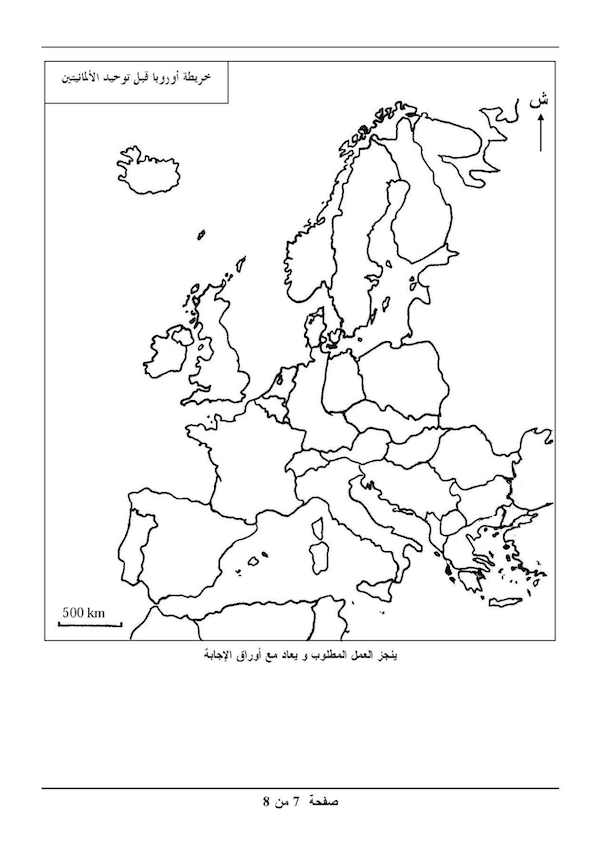 خريطة أوروبا قبل توحيد الألمانيتين
ش
500 km
ينجز العمل المطلوب و يعاد مع أوراق الإجابة
صفحة 7 من 8